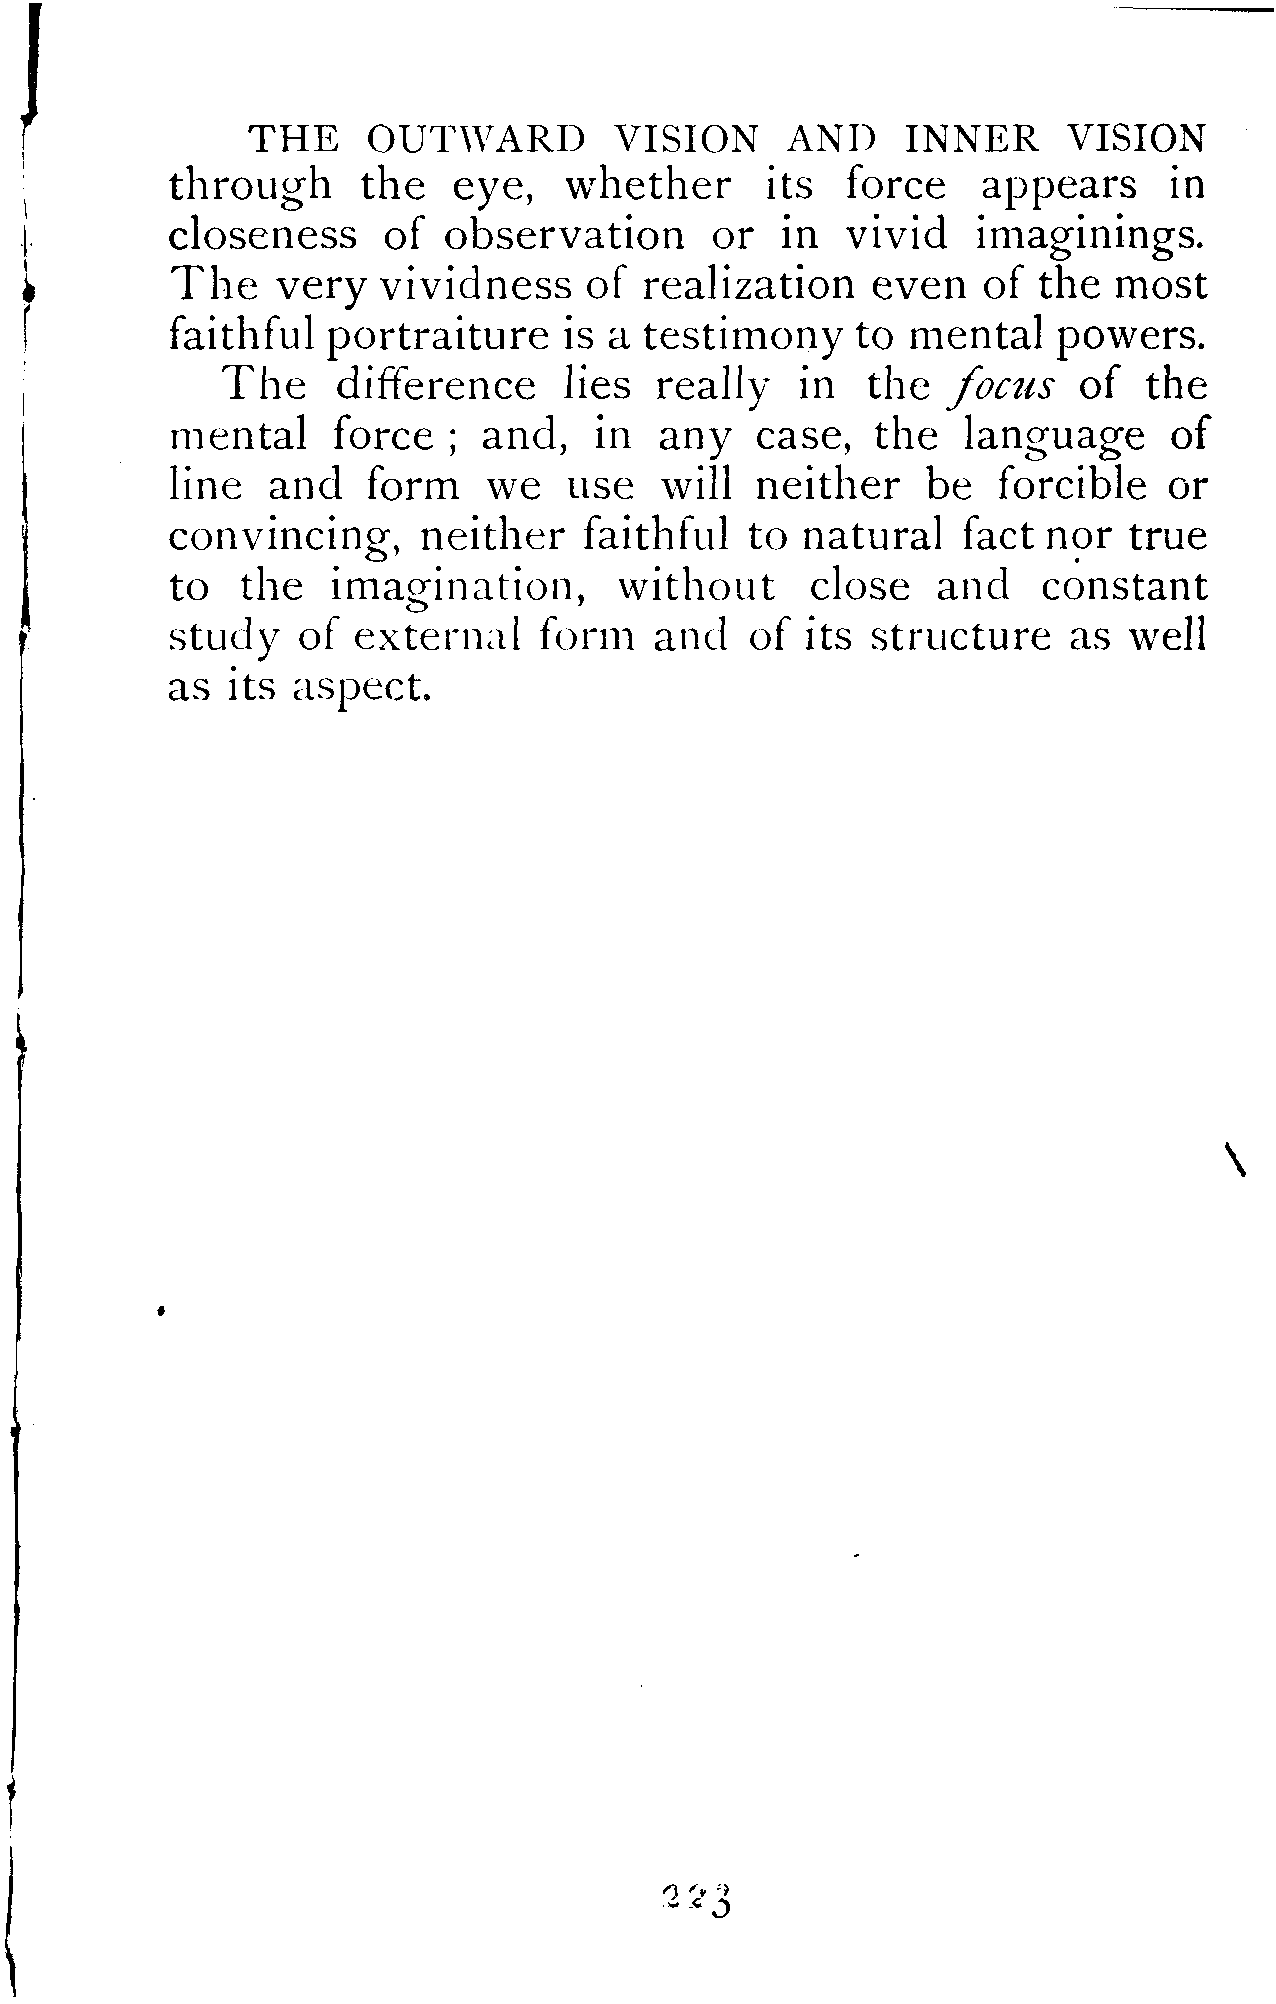 THE OUTWARD VISION AND INNER VISION
through the eye, whether its force appears in
closeness of observation or in vivid imaginings.
The very vividness of realization even of the most
faithful portraiture is a testimony to mental powers.
The difference lies really in the focus of the
mental force ; and, in any case, the language of
line and form we use will neither be forcible or
convincing, neither faithful to natural fact nor true
to the imagination, without close and constant
study of external form and of its structure as well
as its aspect.
223